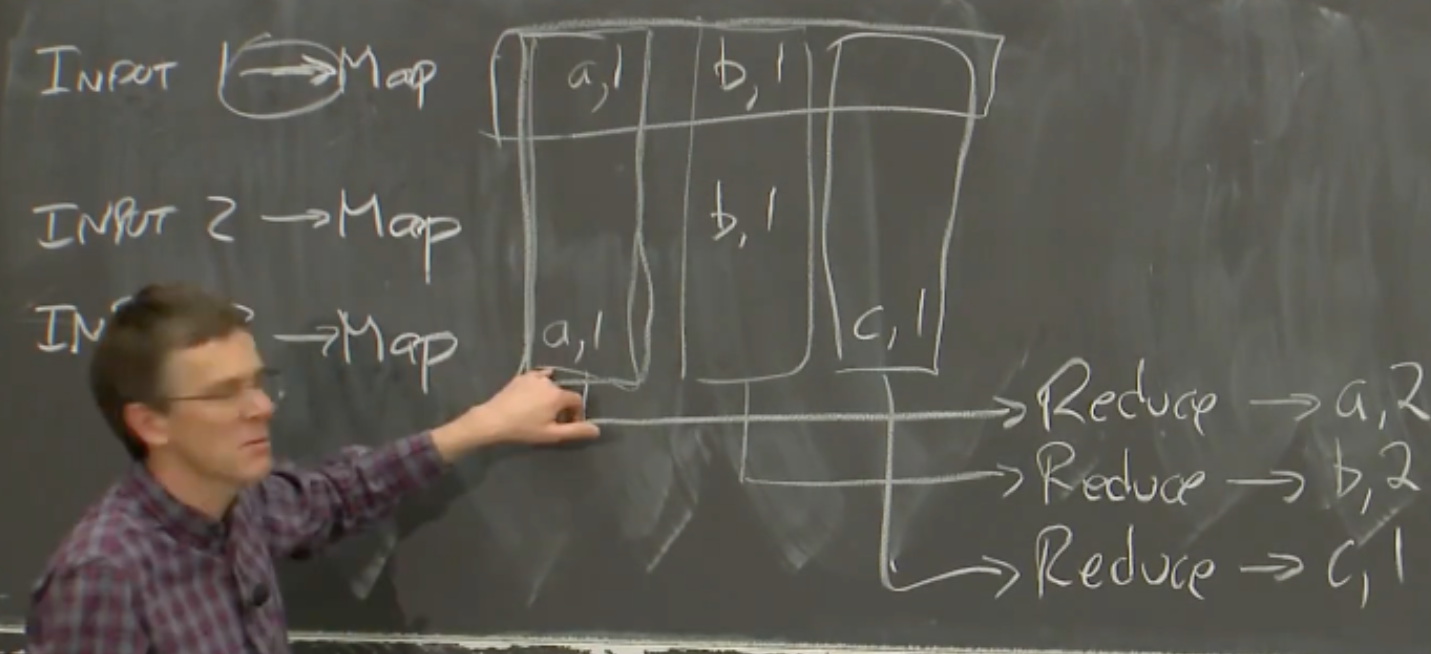 INPUT 1 → Map a,1 b,1
INPUT 2 → Map b,1
IN → Map a,1 c,1
Reduce → a,2
Reduce → b,2
Reduce → c,1